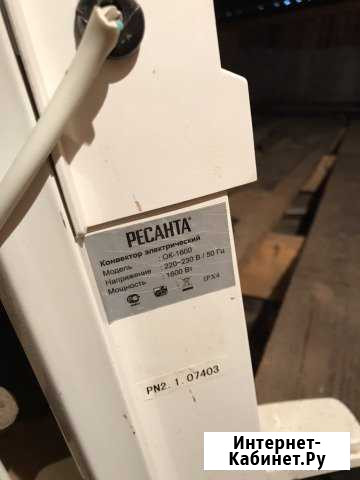 РЕСАНТА®
Конвектор электрический
Модель : ОК-1600
Напряжение : 220~230 В / 50 Гц
Мощность : 1600 Вт
IPX4
PN2.1.07403
Интернет-
Кабинет.Ру